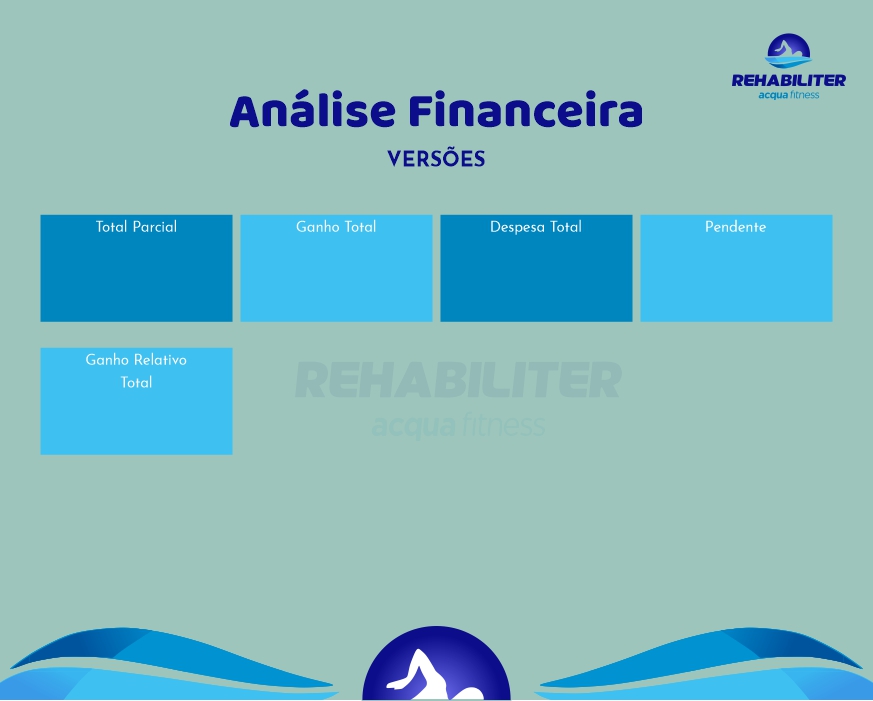 REHABILITER
acqua fitness
Análise Financeira
VERSÕES
Total Parcial
Ganho Total
Despesa Total
Pendente
Ganho Relativo
Total
REHABILITER
acqua fitness